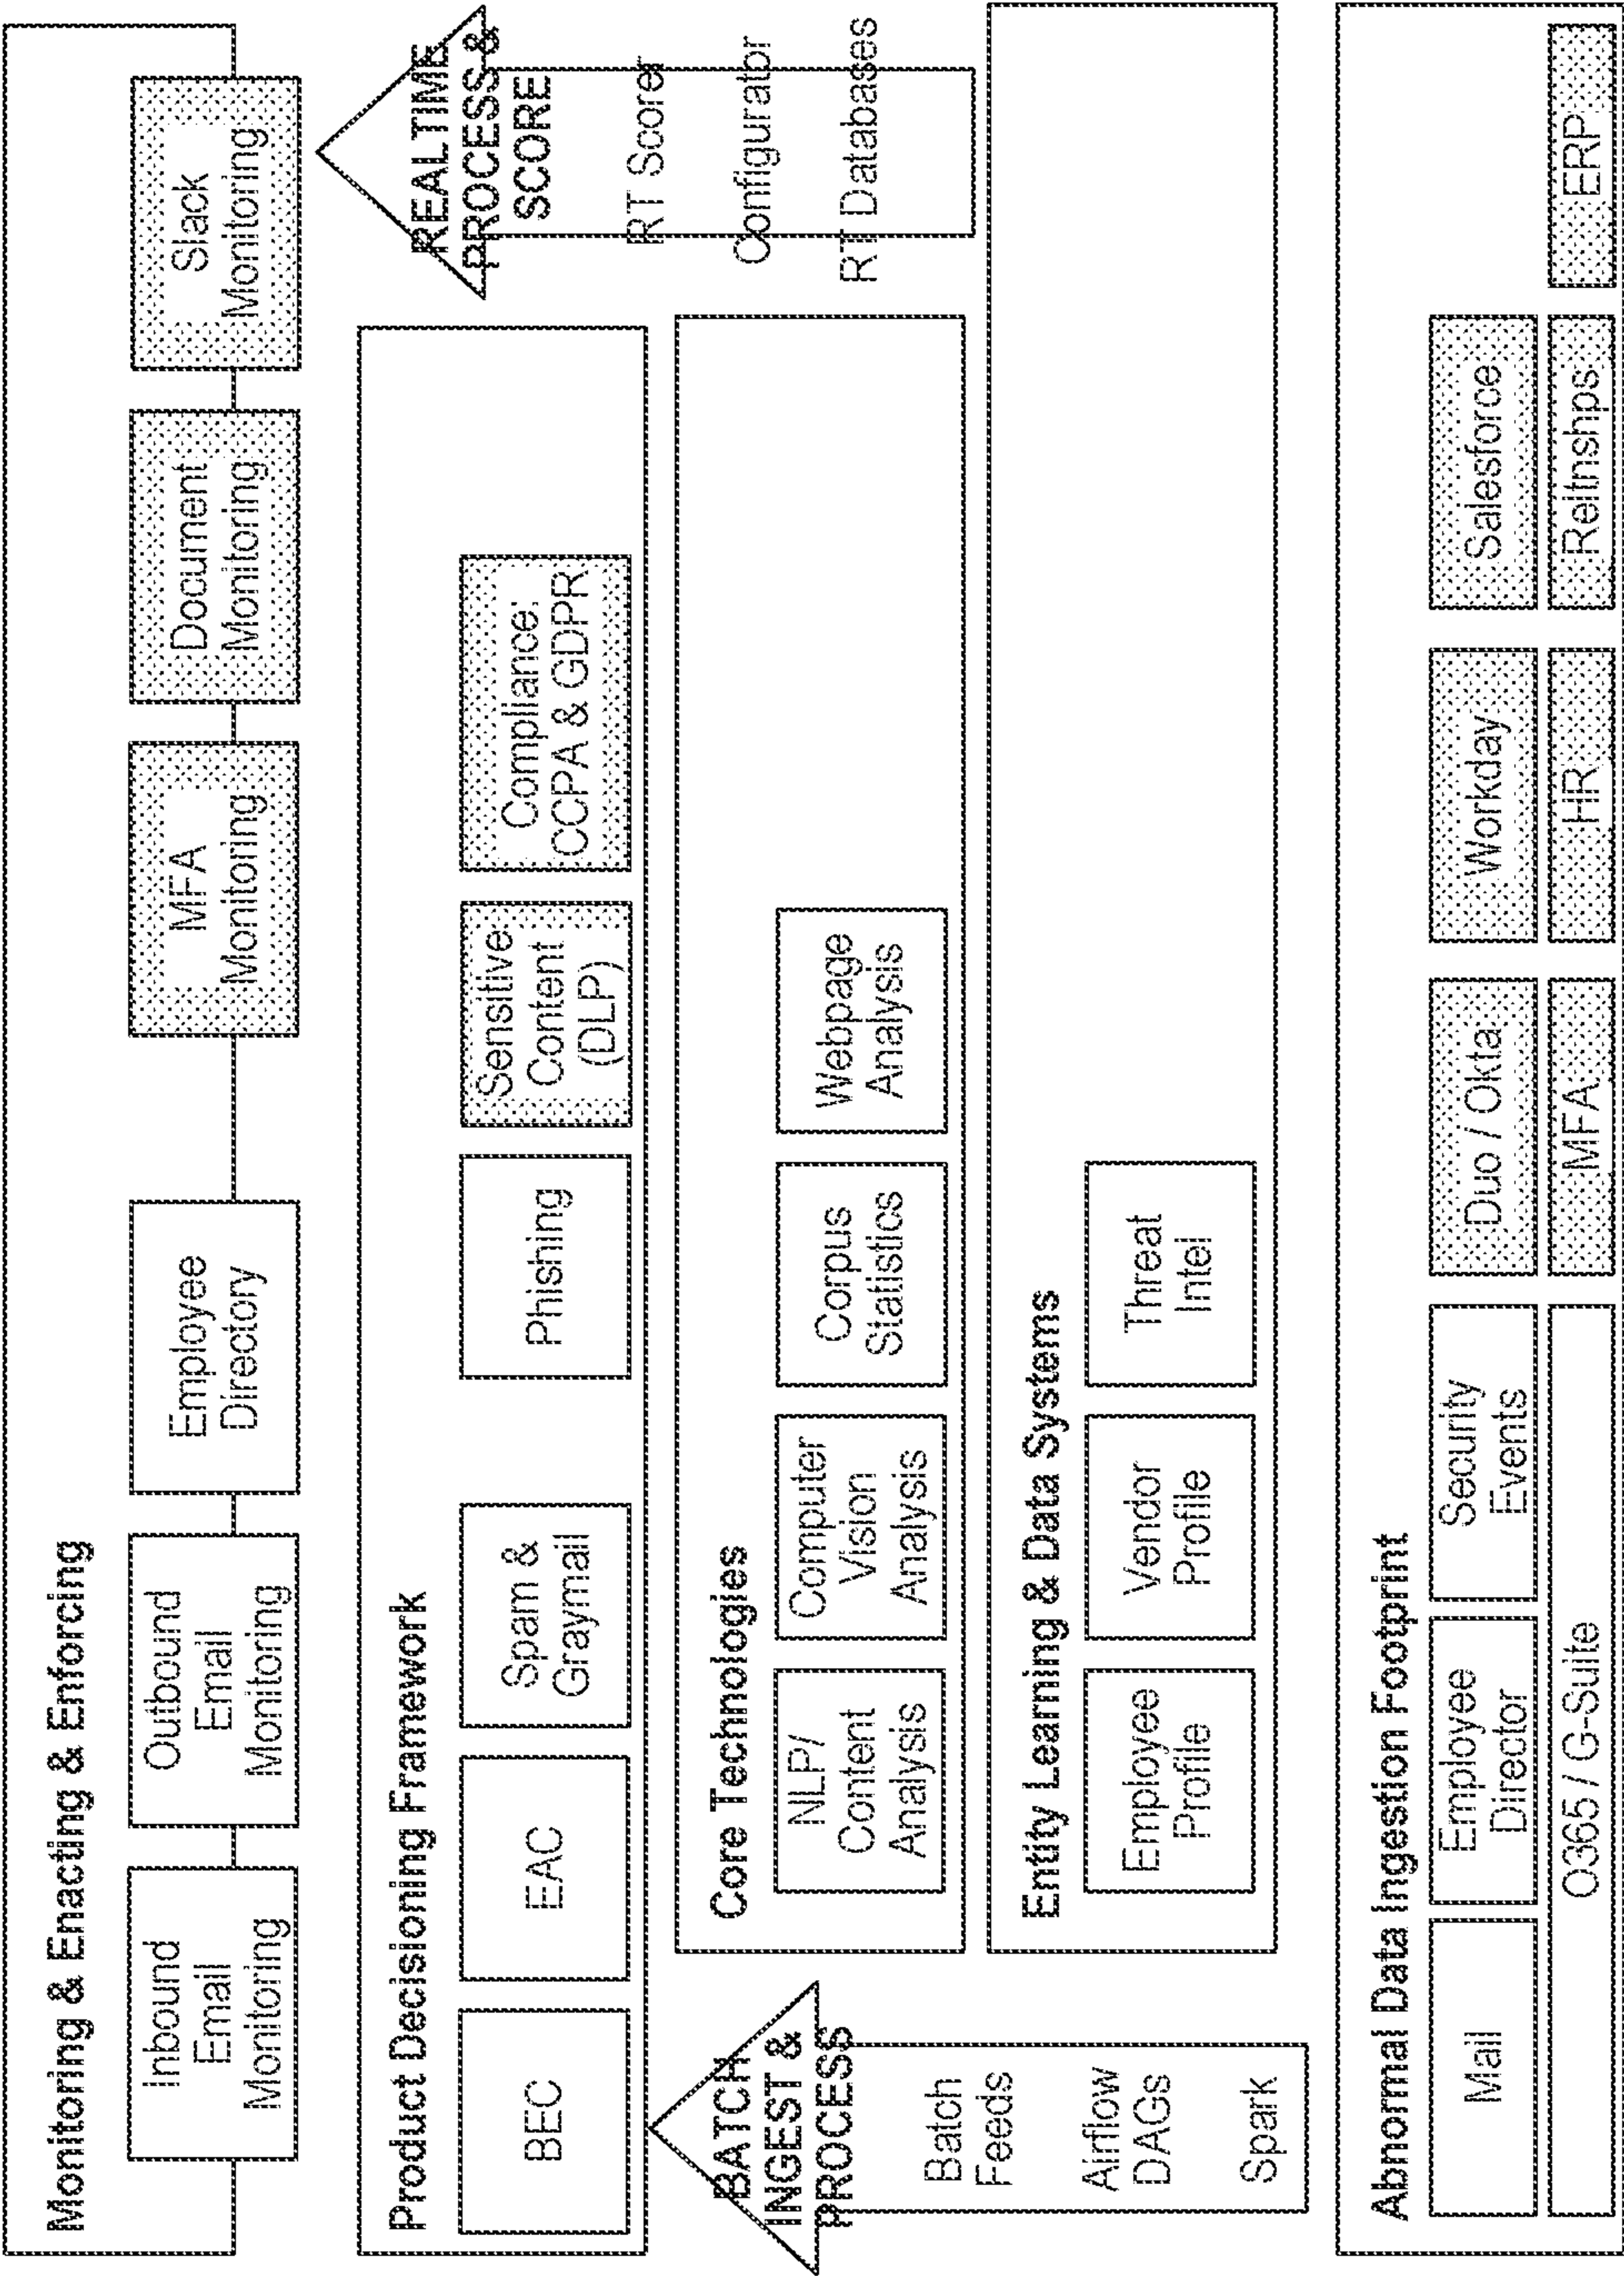 Monitoring & Enacting & Enforcing
Inbound
Email
Monitoring
Outbound
Email
Monitoring
Employee
Directory
MFA
Monitoring
Document
Monitoring
Slack
Monitoring
Product Decisioning Framework
BEC
EAC
Spam &
Graymail
Phishing
Sensitive
Content
(DLP)
Compliance:
CCPA & GDPR
REALTIME
PROCESS &
SCORE
RT Scorer
Configurator
RT Databases
BATCH
INGEST &
PROCESS
Batch
Feeds
Airflow
DAGs
Spark
Core Technologies
NLP/
Content
Analysis
Computer
Vision
Analysis
Corpus
Statistics
Webpage
Analysis
Entity Learning & Data Systems
Employee
Profile
Vendor
Profile
Threat
Intel
Abnormal Data Ingestion Footprint
Mail
Employee
Director
Security
Events
Duo / Okta
Workday
Salesforce
O365 / G-Suite
MFA
HR
Reltnshps
ERP